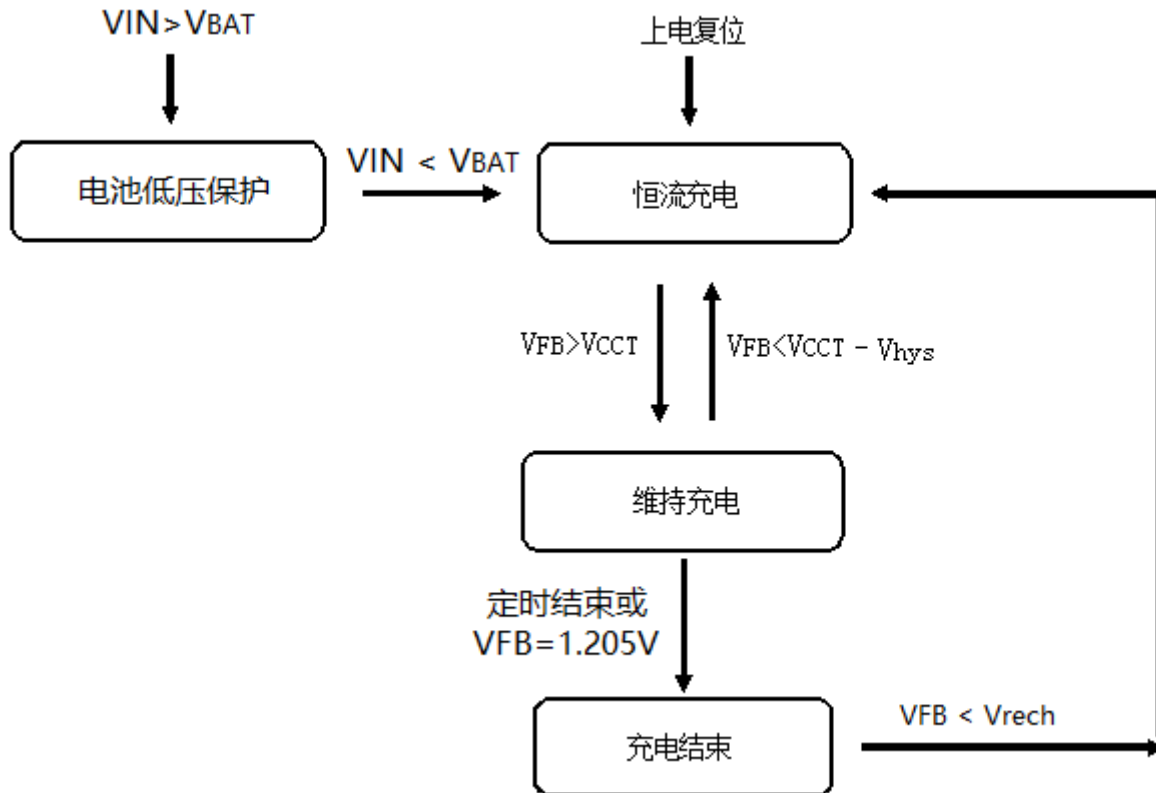 VIN>VBAT
上电复位
电池低压保护
VIN < VBAT
恒流充电
VFB>VCCT
VFB<VCCT - Vhys
维持充电
定时结束或
VFB=1.205V
充电结束
VFB < Vrech